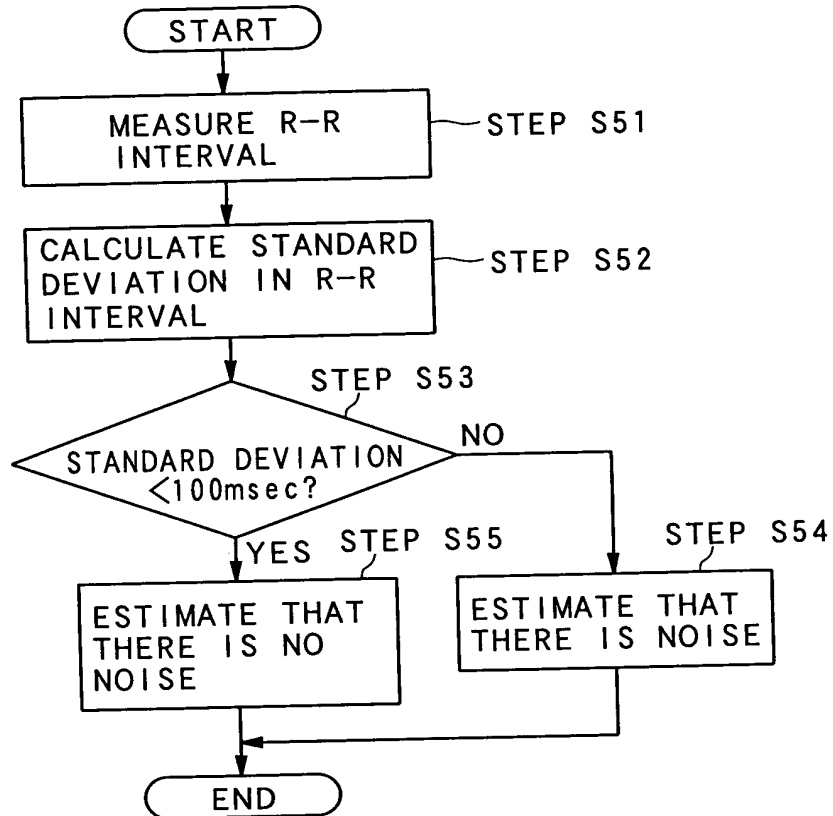 START
MEASURE R-R
INTERVAL
STEP S51
CALCULATE STANDARD
DEVIATION IN R-R
INTERVAL
STEP S52
STEP S53
STANDARD DEVIATION
<100msec?
NO
YES
STEP S55
STEP S54
ESTIMATE THAT
THERE IS NO
NOISE
ESTIMATE THAT
THERE IS NOISE
END